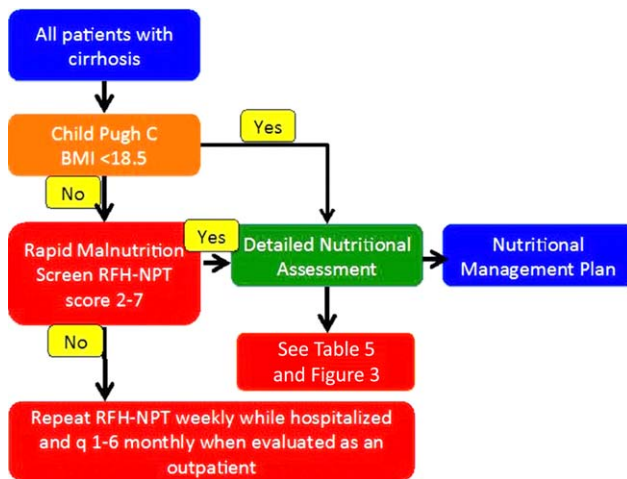 All patients with
cirrhosis
Child Pugh C
BMI <18.5
Yes
No
Rapid Malnutrition
Screen RFH-NPT
score 2-7
Yes
Detailed Nutritional
Assessment
Nutritional
Management Plan
No
See Table 5
and Figure 3
Repeat RFH-NPT weekly while hospitalized
and q 1-6 monthly when evaluated as an
outpatient